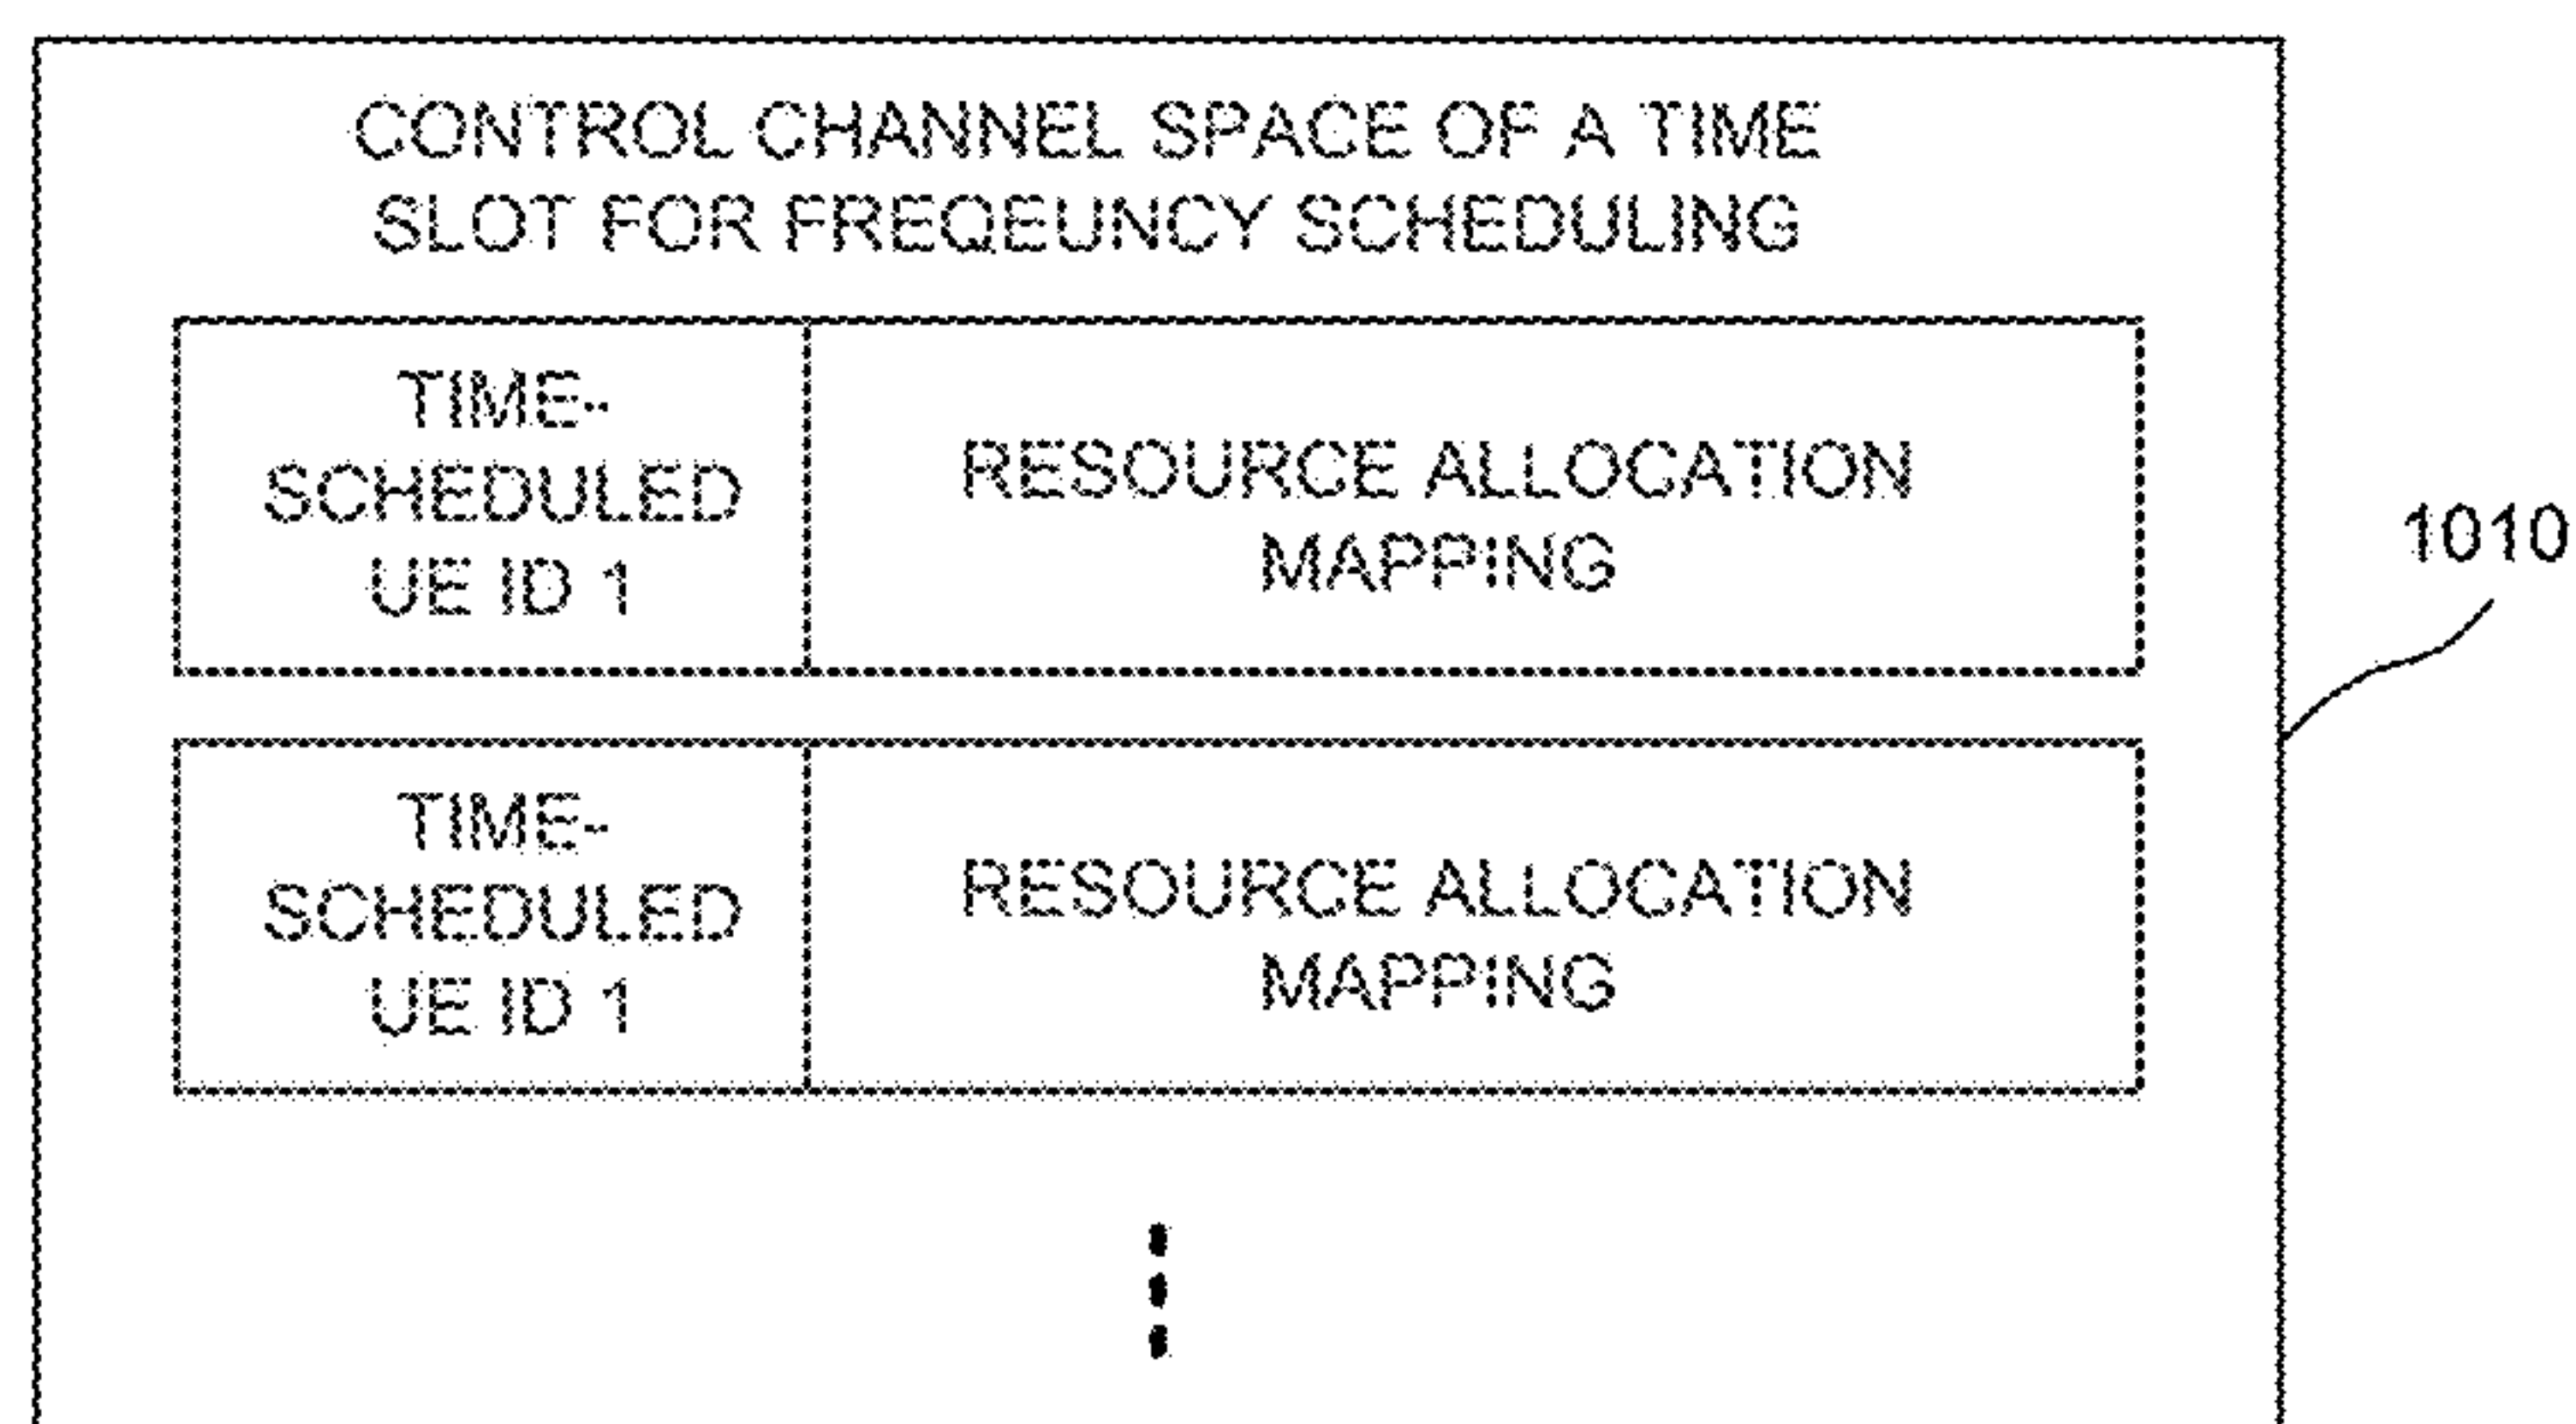 CONTROL CHANNEL SPACE OF A TIME
SLOT FOR FREQEUNCY SCHEDULING
TIME-
SCHEDULED
UE ID 1
RESOURCE ALLOCATION
MAPPING
1010
TIME-
SCHEDULED
UE ID 1
RESOURCE ALLOCATION
MAPPING